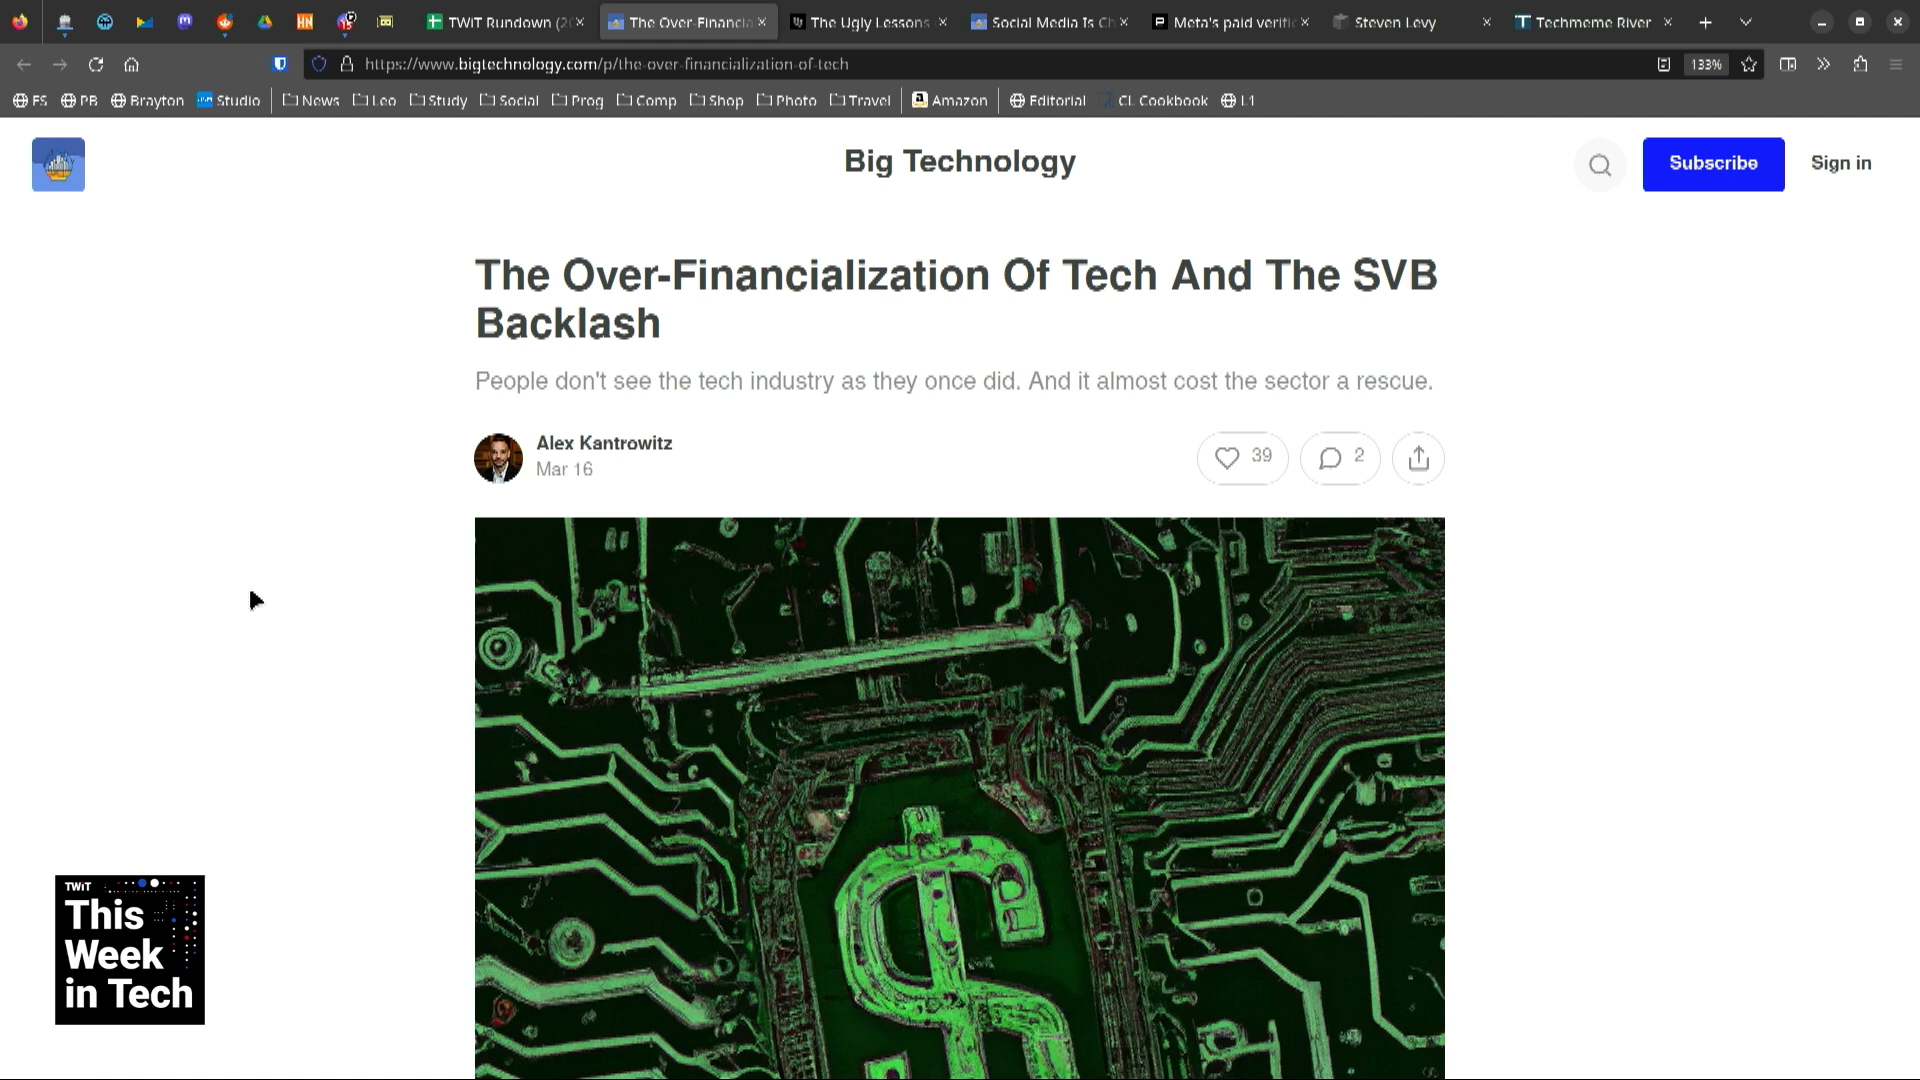 TWiT Rundown (20
The Over-Financia
The Ugly Lessons
Social Media Is Ch
Meta's paid verific
Steven Levy
Techmeme River
https://www.bigtechnology.com/p/the-over-financialization-of-tech
133%
FS
PB
Brayton
Studio
News
Leo
Study
Social
Prog
Comp
Shop
Photo
Travel
Amazon
Editorial
CL Cookbook
L1
Big Technology
Subscribe
Sign in
The Over-Financialization Of Tech And The SVB
Backlash
People don't see the tech industry as they once did. And it almost cost the sector a rescue.
Alex Kantrowitz
Mar 16
39
2
TWiT
This
Week
in Tech